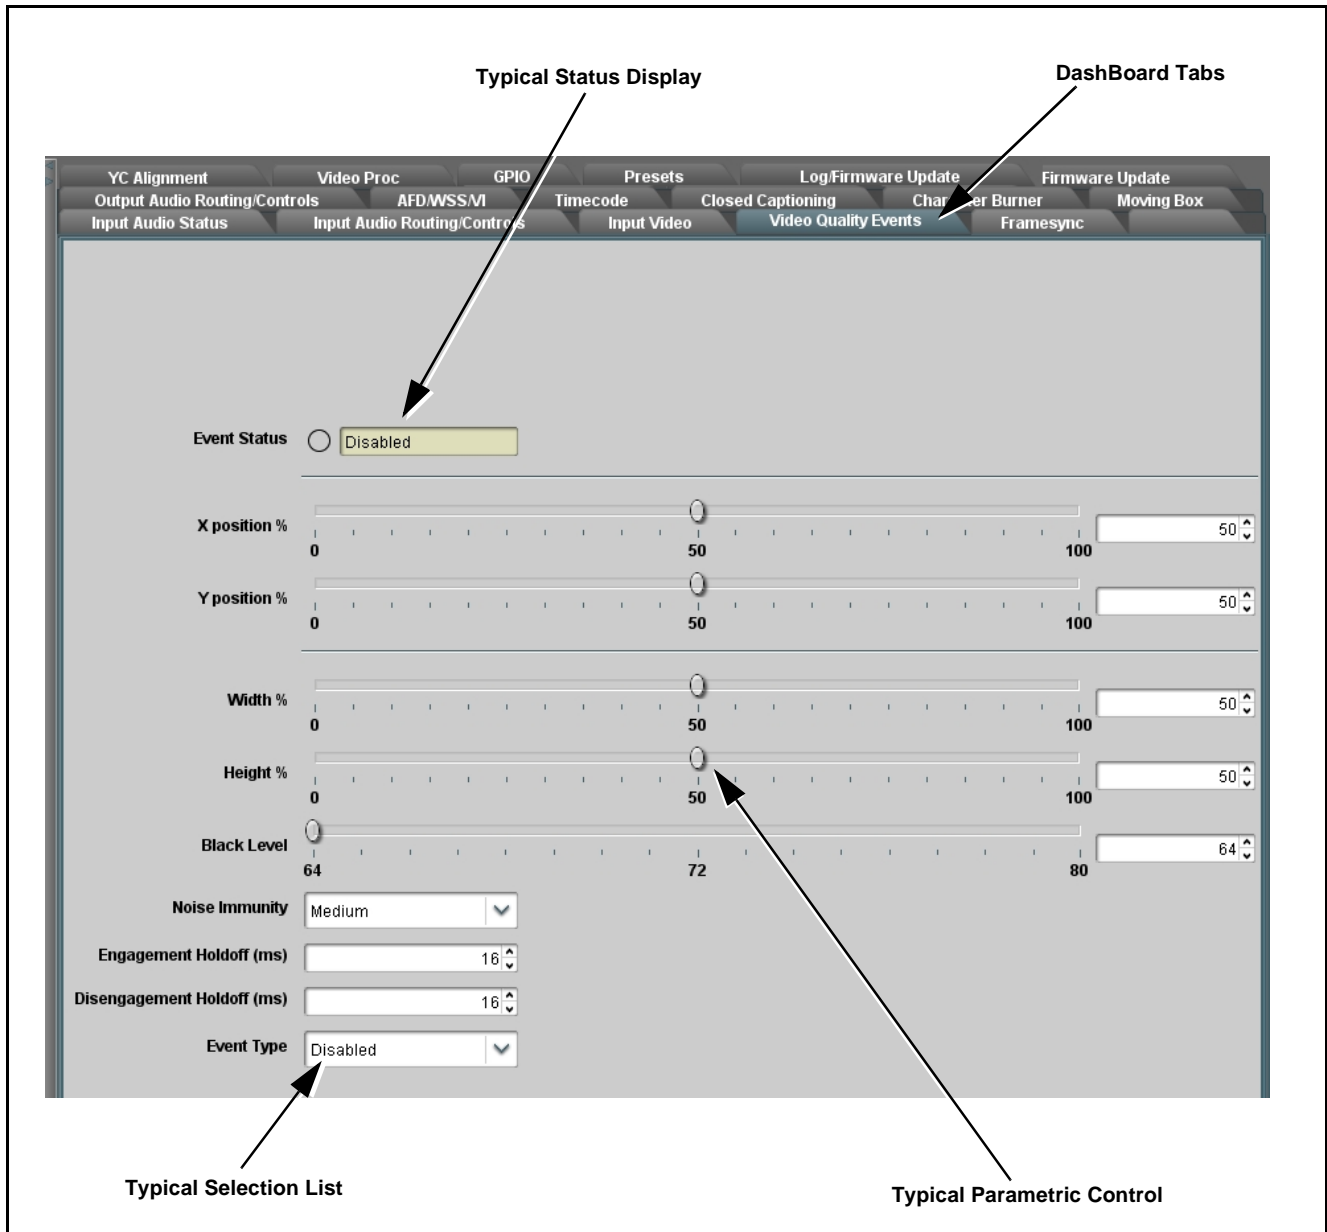 Typical Status Display DashBoard Tabs
YC Alignment Video Proc GPIO Presets Log/Firmware Update Firmware Update
Output Audio Routing/Controls AFD/WSS/VI Timecode Closed Captioning Character Burner Moving Box
Input Audio Status Input Audio Routing/Controls Input Video Video Quality Events Framesync
Event Status Disabled
X position % 50
0 50 100
Y position % 50
0 50 100
Width % 50
0 50 100
Height % 50
0 50 100
Black Level 64
64 72 80
Noise Immunity Medium
Engagement Holdoff (ms) 16
Disengagement Holdoff (ms) 16
Event Type Disabled
Typical Selection List Typical Parametric Control